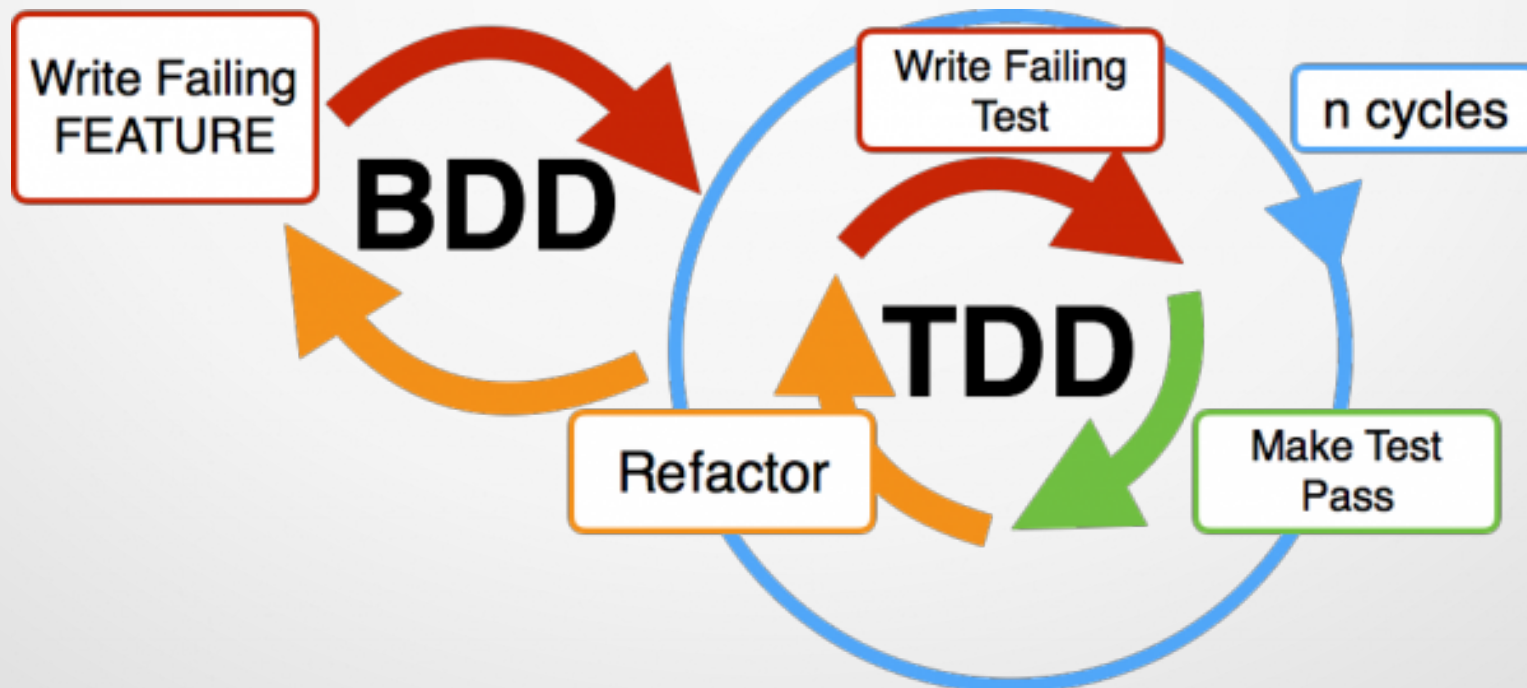 Write Failing
FEATURE
BDD
Write Failing
Test
n cycles
TDD
Refactor
Make Test
Pass